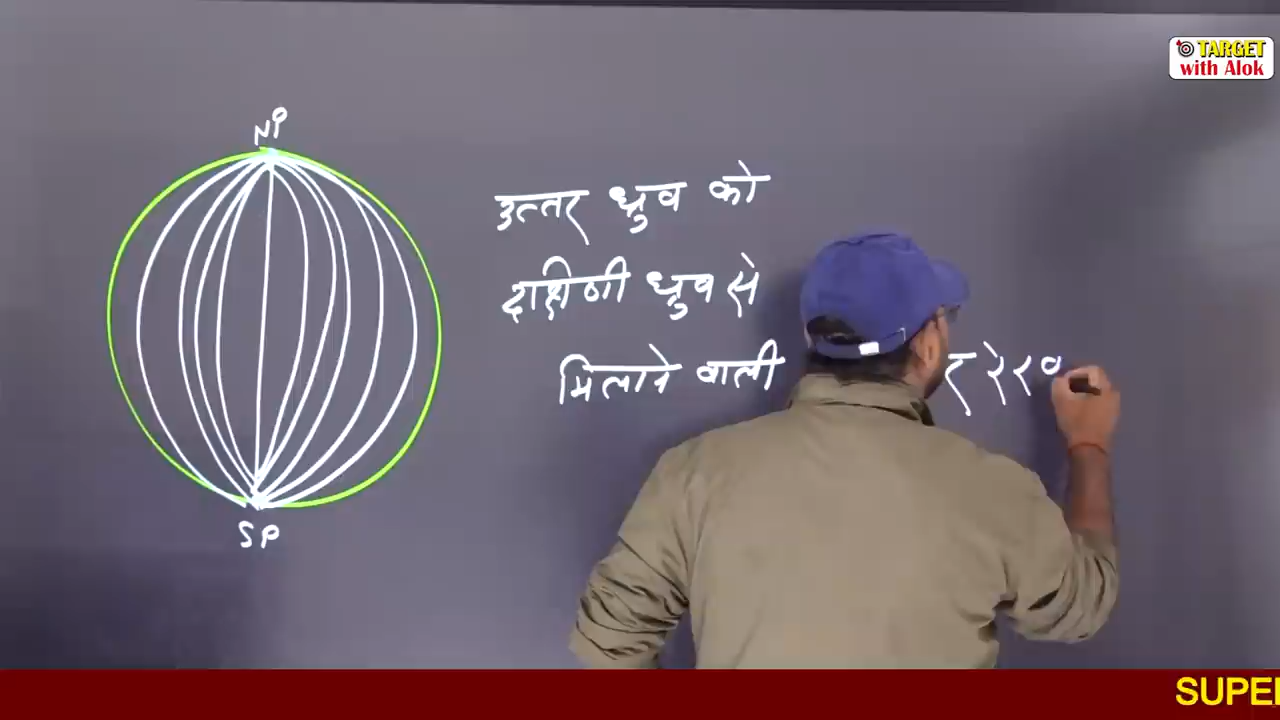 TARGET
with Alok
NP
उत्तर ध्रुव को
दक्षिणी ध्रुव से
मिलाने वाली
SP
SUPE